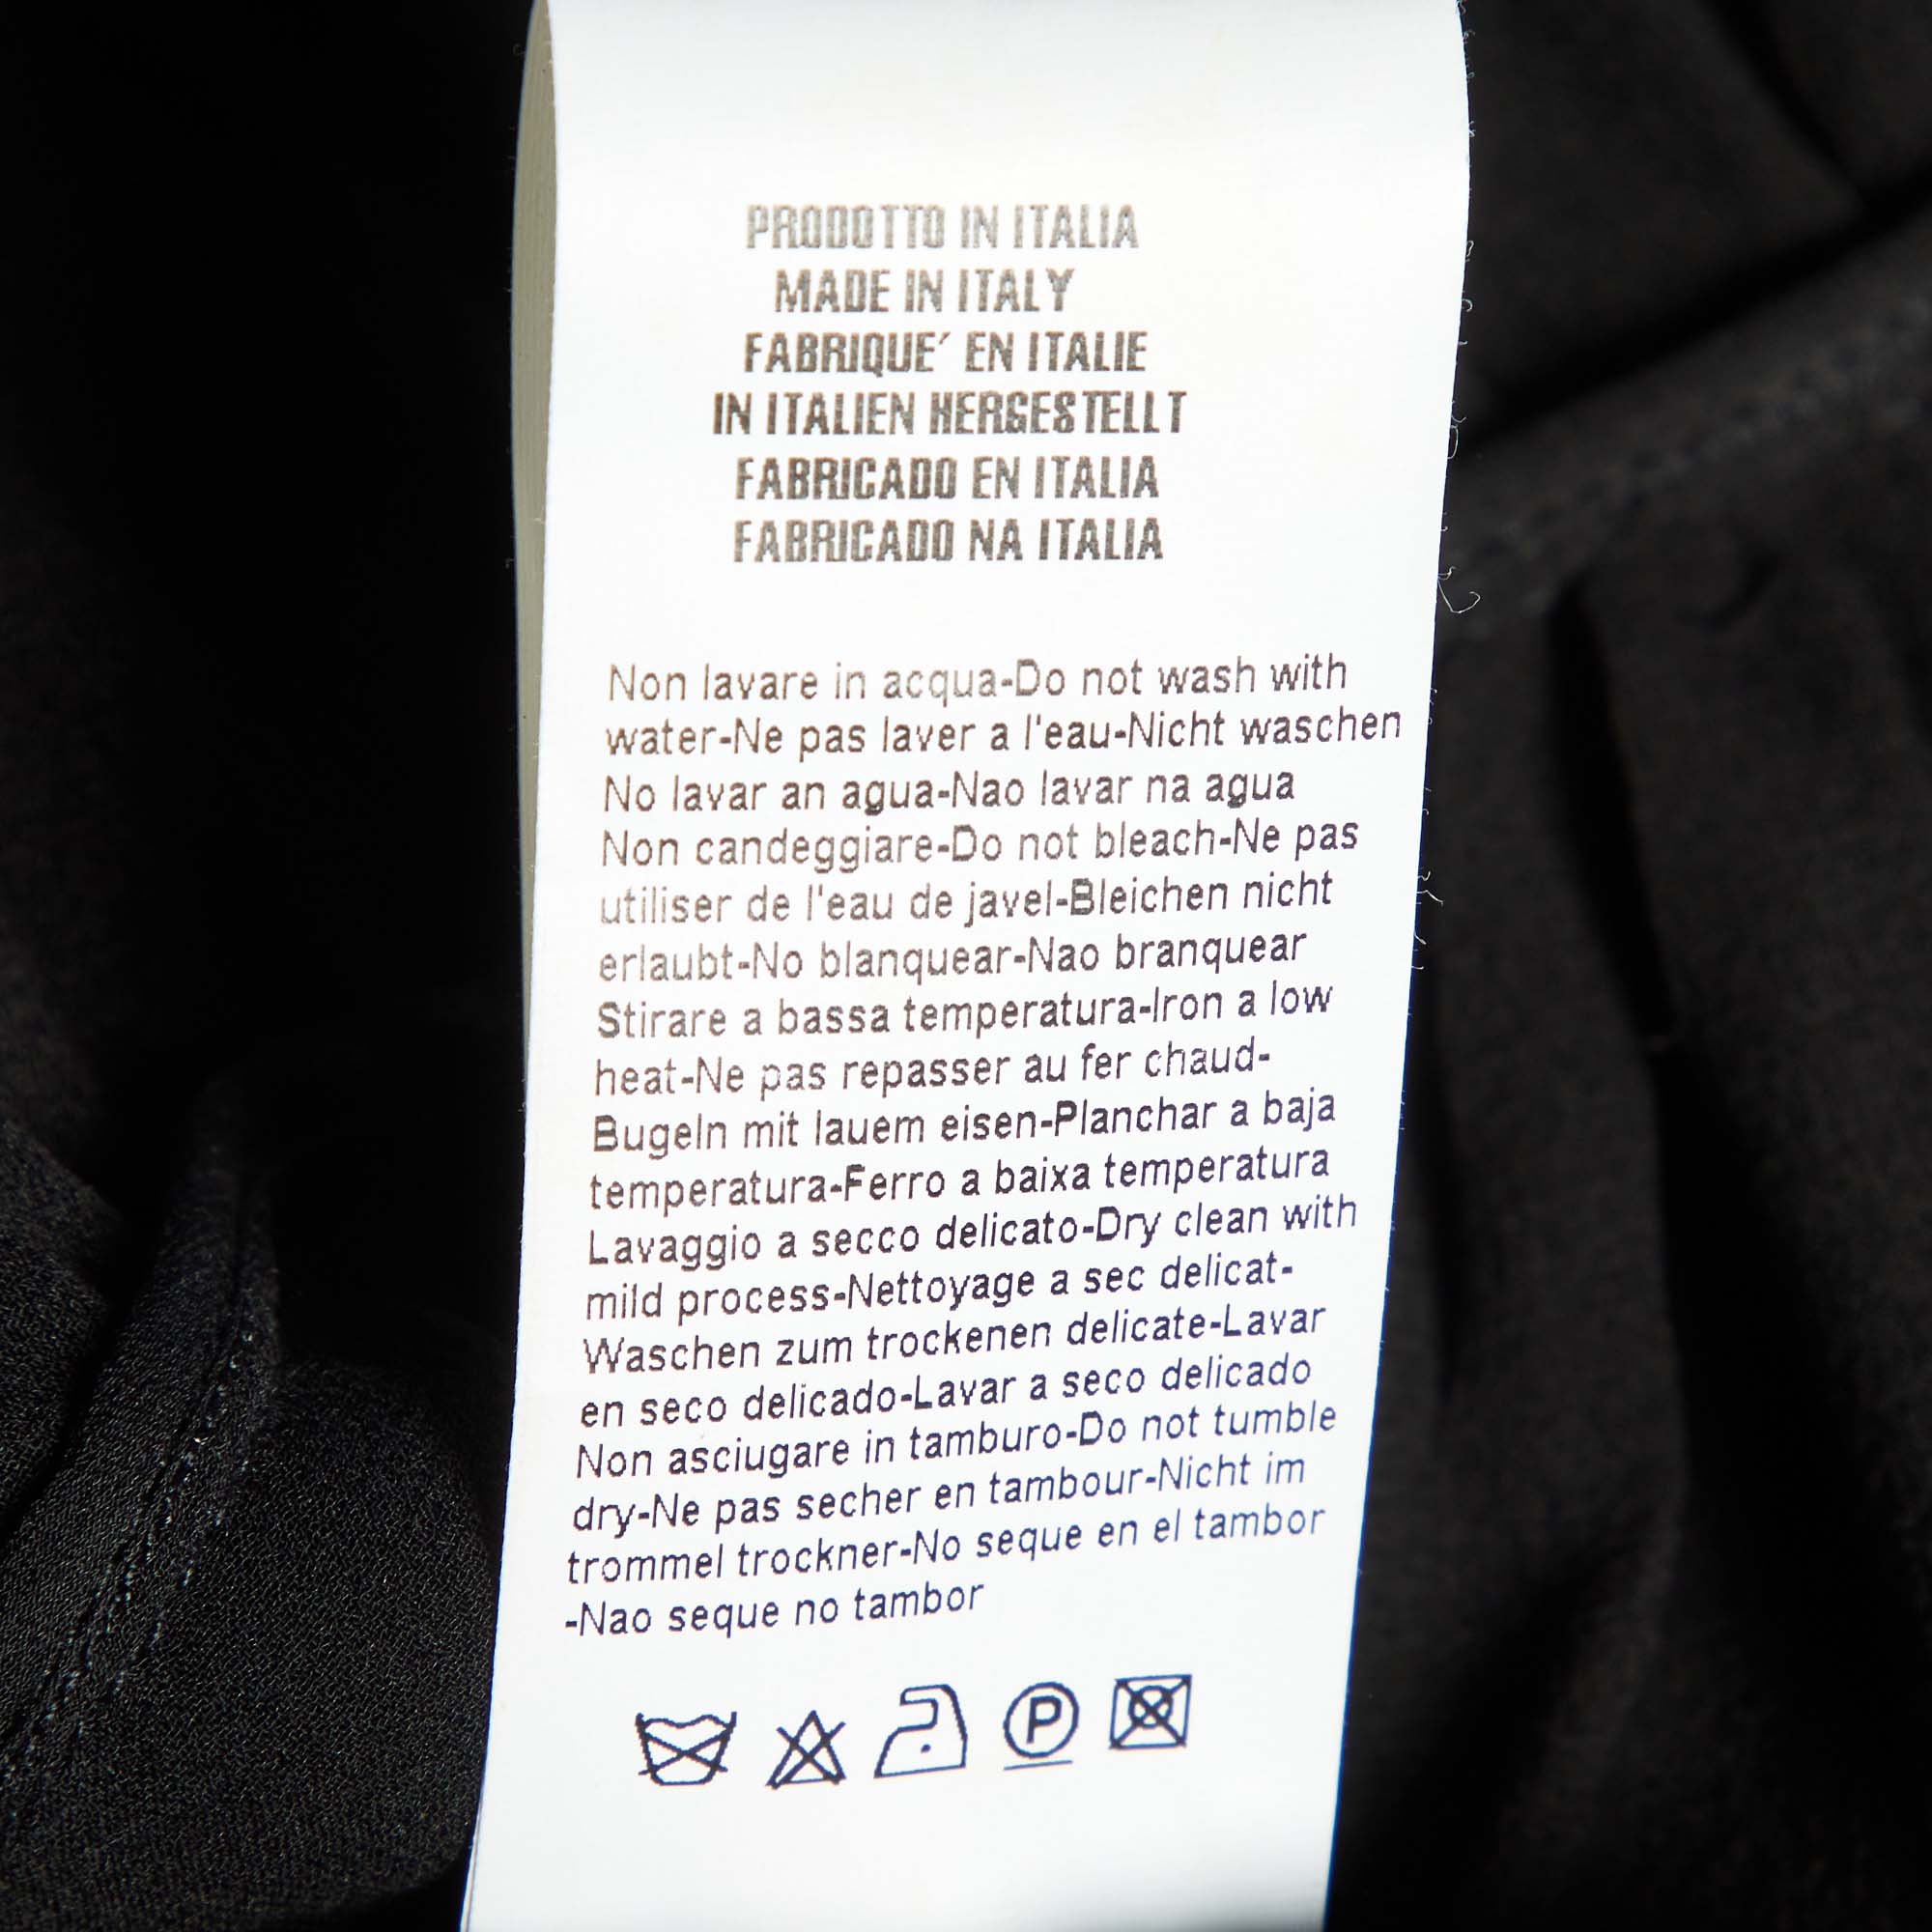 PRODOTTO IN ITALIA
MADE IN ITALY
FABRIQUE´ EN ITALIE
IN ITALIEN HERGESTELLT
FABRICADO EN ITALIA
FABRICADO NA ITALIA
Non lavare in acqua-Do not wash with
water-Ne pas laver a l'eau-Nicht waschen
No lavar an agua-Nao lavar na agua
Non candeggiare-Do not bleach-Ne pas
utiliser de l'eau de javel-Bleichen nicht
erlaubt-No blanquear-Nao branquear
Stirare a bassa temperatura-Iron a low
heat-Ne pas repasser au fer chaud-
Bugeln mit lauem eisen-Planchar a baja
temperatura-Ferro a baixa temperatura
Lavaggio a secco delicato-Dry clean with
mild process-Nettoyage a sec delicat-
Waschen zum trockenen delicate-Lavar
en seco delicado-Lavar a seco delicado
Non asciugare in tamburo-Do not tumble
dry-Ne pas secher en tambour-Nicht im
trommel trockner-No seque en el tambor
-Nao seque no tambor
P